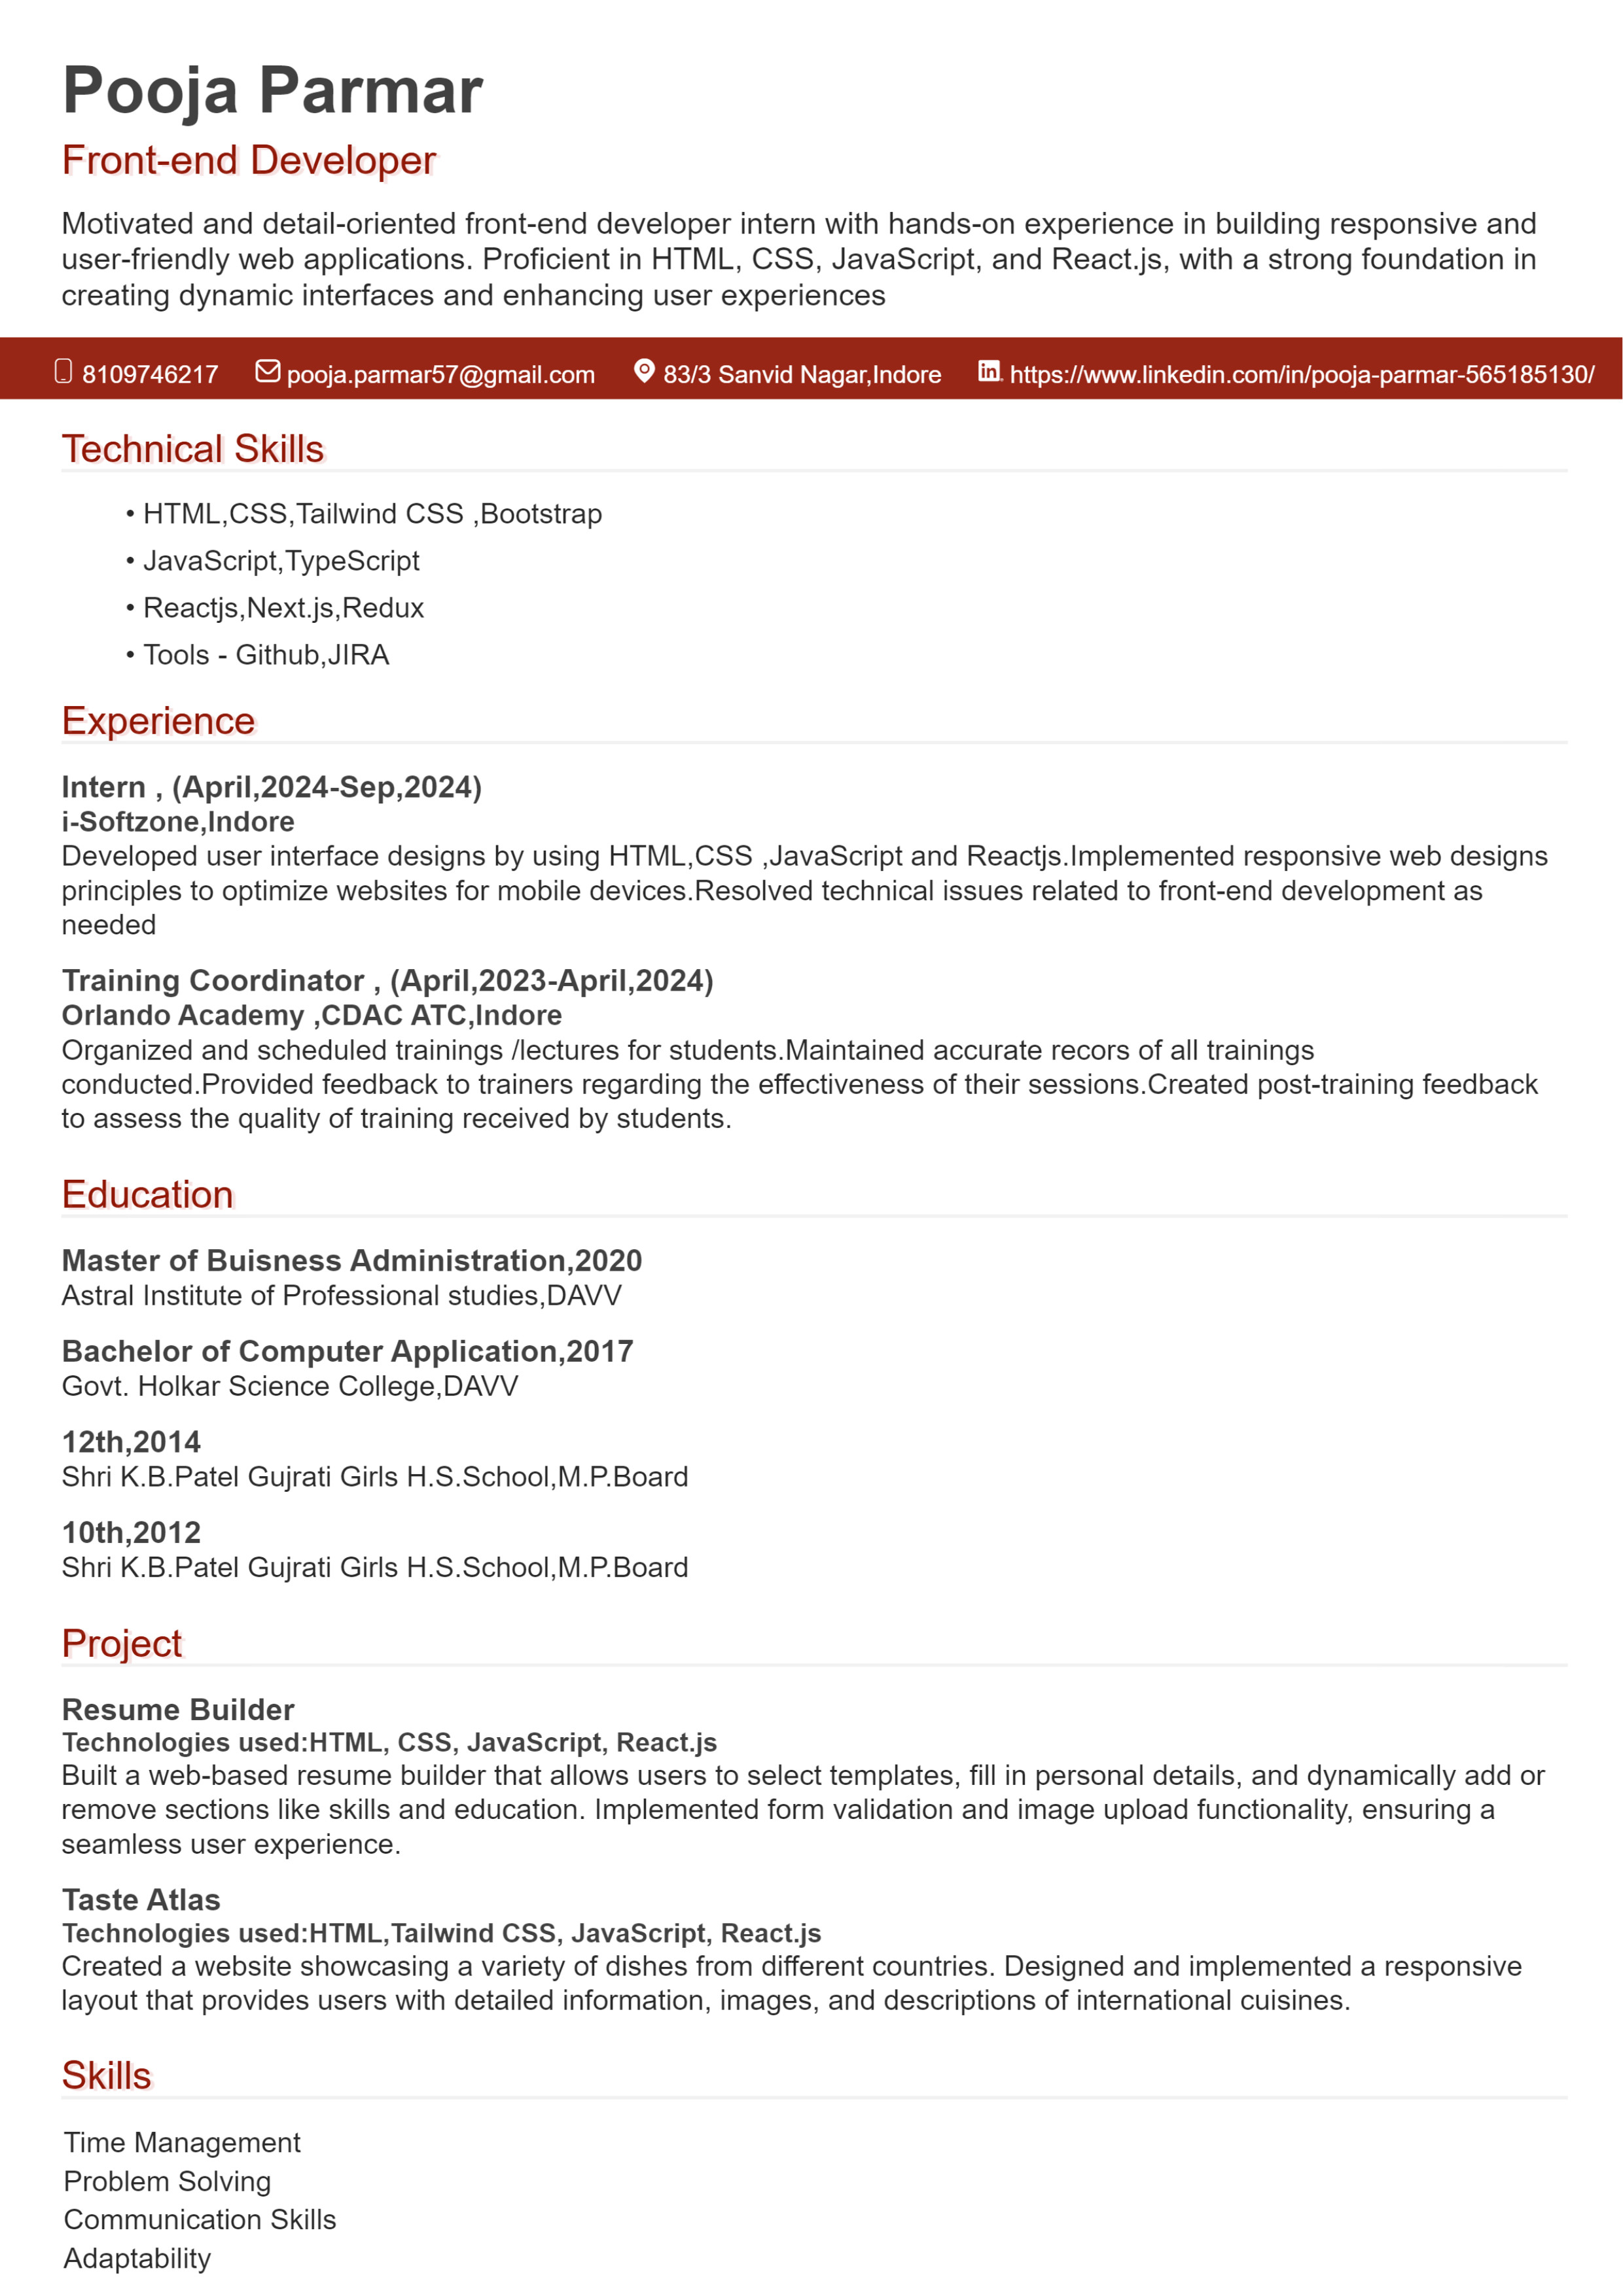 Pooja Parmar
Front-end Developer
Motivated and detail-oriented front-end developer intern with hands-on experience in building responsive and
user-friendly web applications. Proficient in HTML, CSS, JavaScript, and React.js, with a strong foundation in
creating dynamic interfaces and enhancing user experiences
8109746217 pooja.parmar57@gmail.com 83/3 Sanvid Nagar,Indore https://www.linkedin.com/in/pooja-parmar-565185130/
Technical Skills
• HTML,CSS,Tailwind CSS ,Bootstrap
• JavaScript,TypeScript
• Reactjs,Next.js,Redux
• Tools - Github,JIRA
Experience
Intern , (April,2024-Sep,2024)
i-Softzone,Indore
Developed user interface designs by using HTML,CSS ,JavaScript and Reactjs.Implemented responsive web designs
principles to optimize websites for mobile devices.Resolved technical issues related to front-end development as
needed
Training Coordinator , (April,2023-April,2024)
Orlando Academy ,CDAC ATC,Indore
Organized and scheduled trainings /lectures for students.Maintained accurate recors of all trainings
conducted.Provided feedback to trainers regarding the effectiveness of their sessions.Created post-training feedback
to assess the quality of training received by students.
Education
Master of Buisness Administration,2020
Astral Institute of Professional studies,DAVV
Bachelor of Computer Application,2017
Govt. Holkar Science College,DAVV
12th,2014
Shri K.B.Patel Gujrati Girls H.S.School,M.P.Board
10th,2012
Shri K.B.Patel Gujrati Girls H.S.School,M.P.Board
Project
Resume Builder
Technologies used:HTML, CSS, JavaScript, React.js
Built a web-based resume builder that allows users to select templates, fill in personal details, and dynamically add or
remove sections like skills and education. Implemented form validation and image upload functionality, ensuring a
seamless user experience.
Taste Atlas
Technologies used:HTML,Tailwind CSS, JavaScript, React.js
Created a website showcasing a variety of dishes from different countries. Designed and implemented a responsive
layout that provides users with detailed information, images, and descriptions of international cuisines.
Skills
Time Management
Problem Solving
Communication Skills
Adaptability